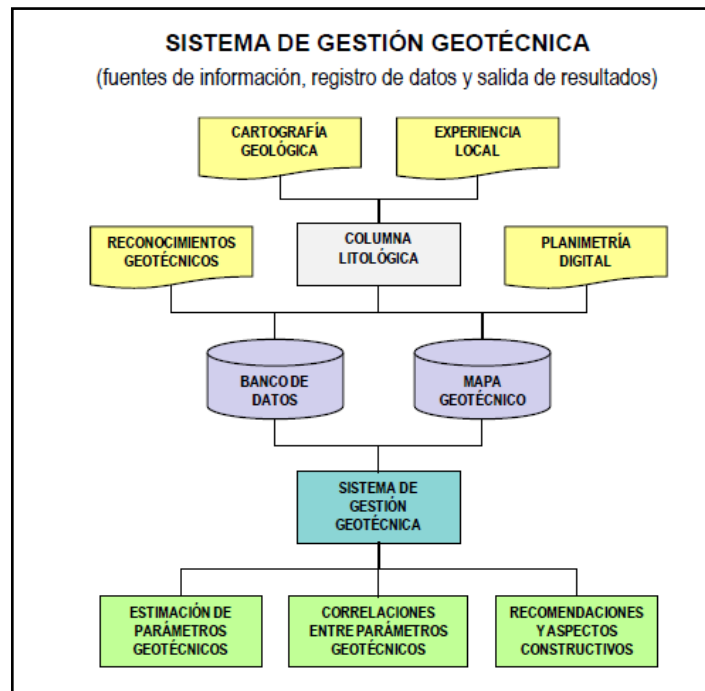 SISTEMA DE GESTIÓN GEOTÉCNICA
(fuentes de información, registro de datos y salida de resultados)
CARTOGRAFÍA
GEOLÓGICA
EXPERIENCIA
LOCAL
RECONOCIMIENTOS
GEOTÉCNICOS
COLUMNA
LITOLÓGICA
PLANIMETRÍA
DIGITAL
BANCO DE
DATOS
MAPA
GEOTÉCNICO
SISTEMA DE
GESTIÓN
GEOTÉCNICA
ESTIMACIÓN DE
PARÁMETROS
GEOTÉCNICOS
CORRELACIONES
ENTRE PARÁMETROS
GEOTÉCNICOS
RECOMENDACIONES
Y ASPECTOS
CONSTRUCTIVOS